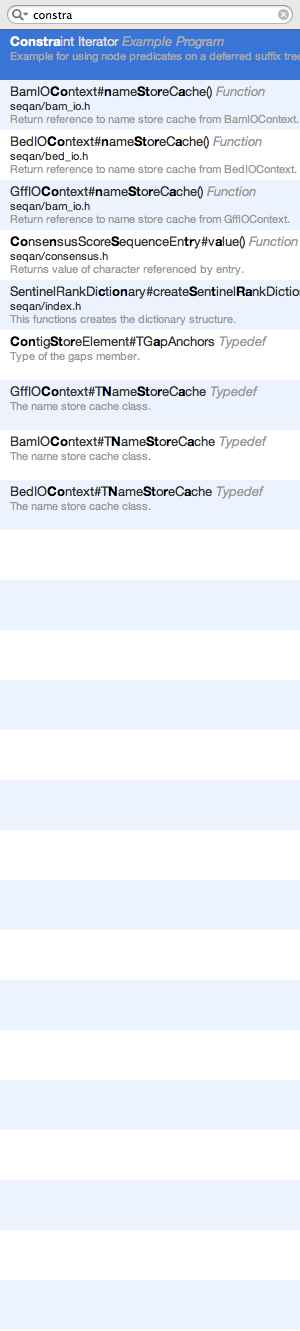 constra
Constraint Iterator Example Program
Example for using node predicates on a deferred suffix tree
BamIOContext#nameStoreCache() Function
seqan/bam_io.h
Return reference to name store cache from BamIOContext.
BedIOContext#nameStoreCache() Function
seqan/bed_io.h
Return reference to name store cache from BedIOContext.
GffIOContext#nameStoreCache() Function
seqan/bam_io.h
Return reference to name store cache from GffIOContext.
ConsensusScoreSequenceEntry#value() Function
seqan/consensus.h
Returns value of character referenced by entry.
SentinelRankDictionary#createSentinelRankDictio
seqan/index.h
This functions creates the dictionary structure.
ContigStoreElement#TGapAnchors Typedef
Type of the gaps member.
GffIOContext#TNameStoreCache Typedef
The name store cache class.
BamIOContext#TNameStoreCache Typedef
The name store cache class.
BedIOContext#TNameStoreCache Typedef
The name store cache class.